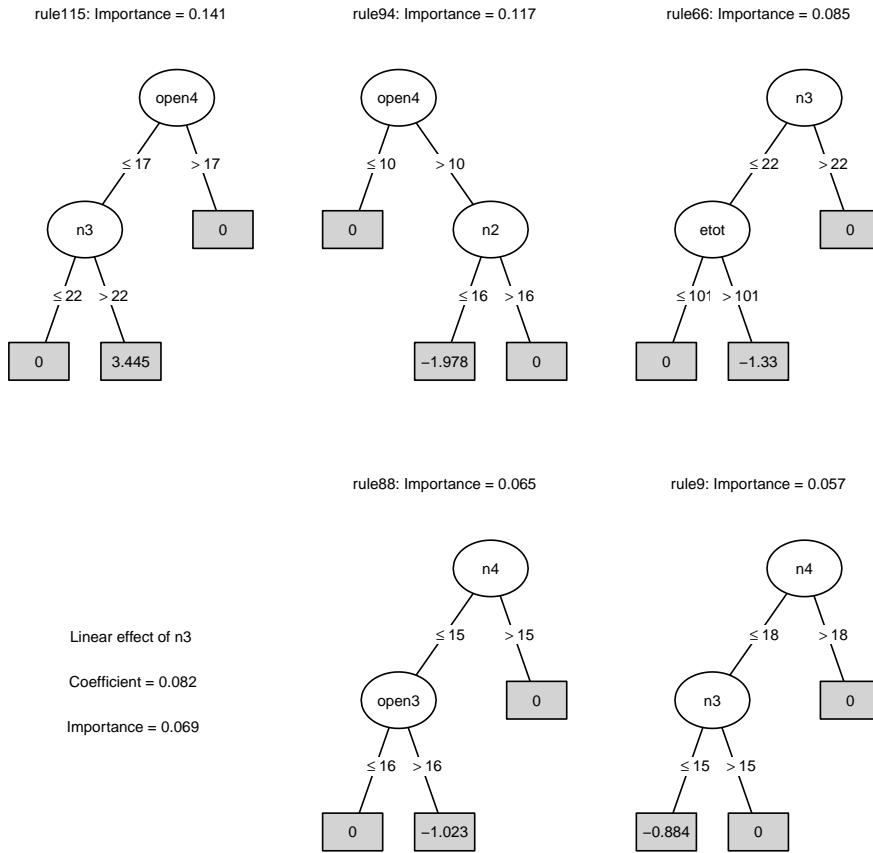 rule115: Importance = 0.141
open4
≤ 17
> 17
n3
0
≤ 22
> 22
0
3.445
rule94: Importance = 0.117
open4
≤ 10
> 10
0
n2
≤ 16
> 16
−1.978
0
rule66: Importance = 0.085
n3
≤ 22
> 22
etot
0
≤ 101
> 101
0
−1.33
Linear effect of n3
Coefficient = 0.082
Importance = 0.069
rule88: Importance = 0.065
n4
≤ 15
> 15
open3
0
≤ 16
> 16
0
−1.023
rule9: Importance = 0.057
n4
≤ 18
> 18
n3
0
≤ 15
> 15
−0.884
0